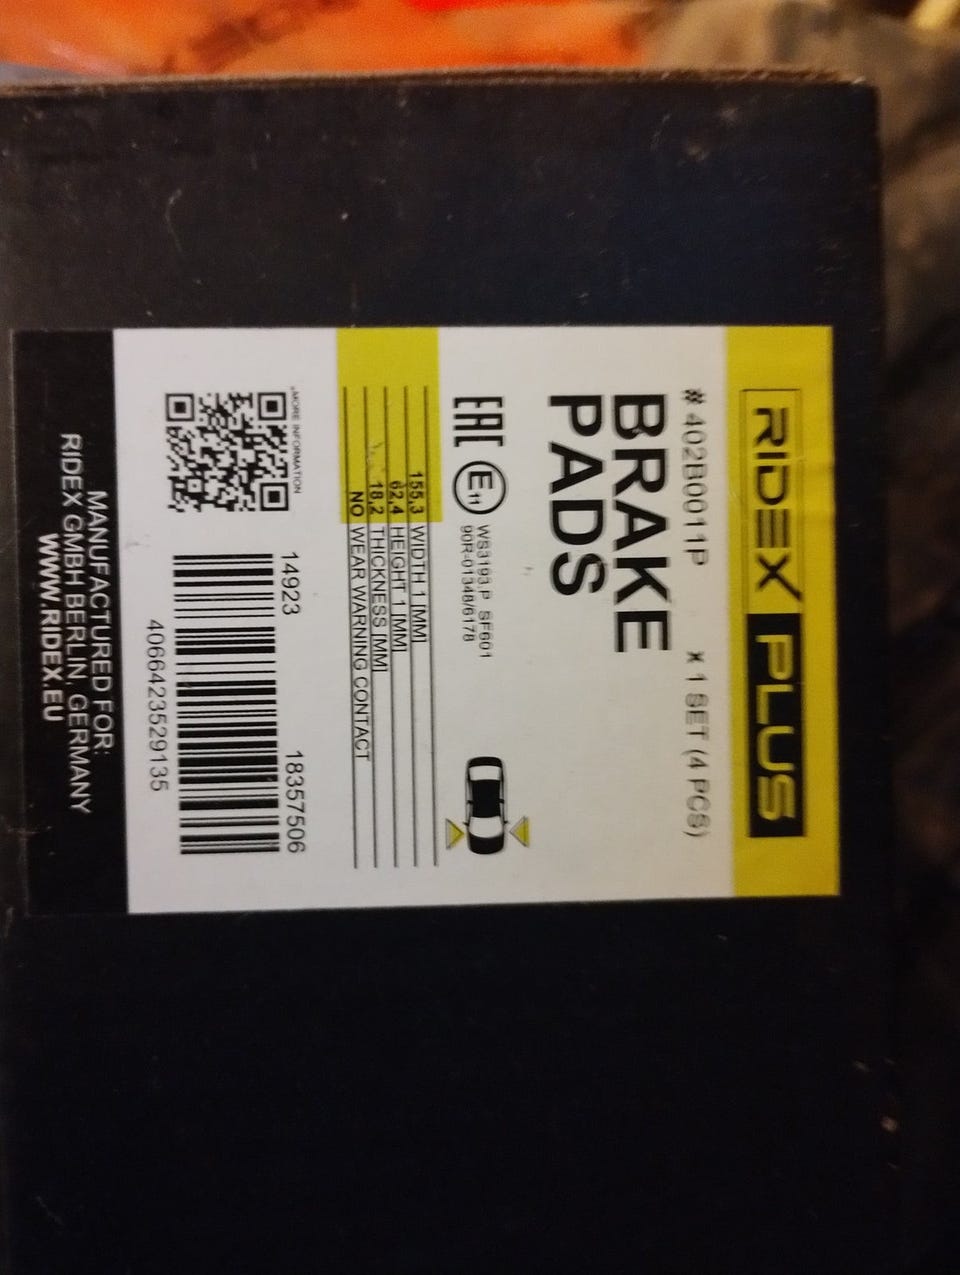 RIDEX PLUS
# 402B0011P x 1 SET (4 PCS)
BRAKE
PADS
EAC E11 WS3193.P SF601
90R-01348/6178
155,3 WIDTH 1 [MM]
62,4 HEIGHT 1 [MM]
18,2 THICKNESS [MM]
NO WEAR WARNING CONTACT
+MORE INFORMATION
14923 18357506
4066423529135
MANUFACTURED FOR:
RIDEX GMBH BERLIN, GERMANY
WWW.RIDEX.EU